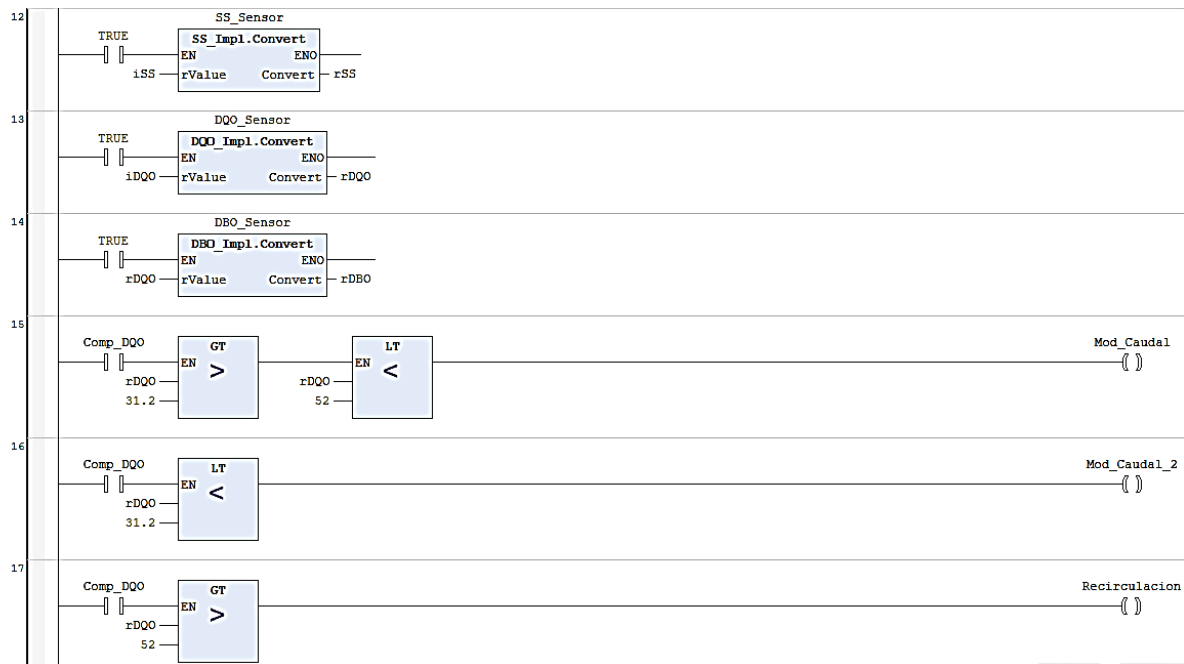 12
SS_Sensor
TRUE
SS_Impl.Convert
EN ENO
iSS rValue Convert rSS
13
DQO_Sensor
TRUE
DQO_Impl.Convert
EN ENO
iDQO rValue Convert rDQO
14
DBO_Sensor
TRUE
DBO_Impl.Convert
EN ENO
rDQO rValue Convert rDBO
15
Comp_DQO GT LT Mod_Caudal
EN > EN <
rDQO rDQO
31.2 52
16
Comp_DQO LT Mod_Caudal_2
EN <
rDQO
31.2
17
Comp_DQO GT Recirculacion
EN >
rDQO
52